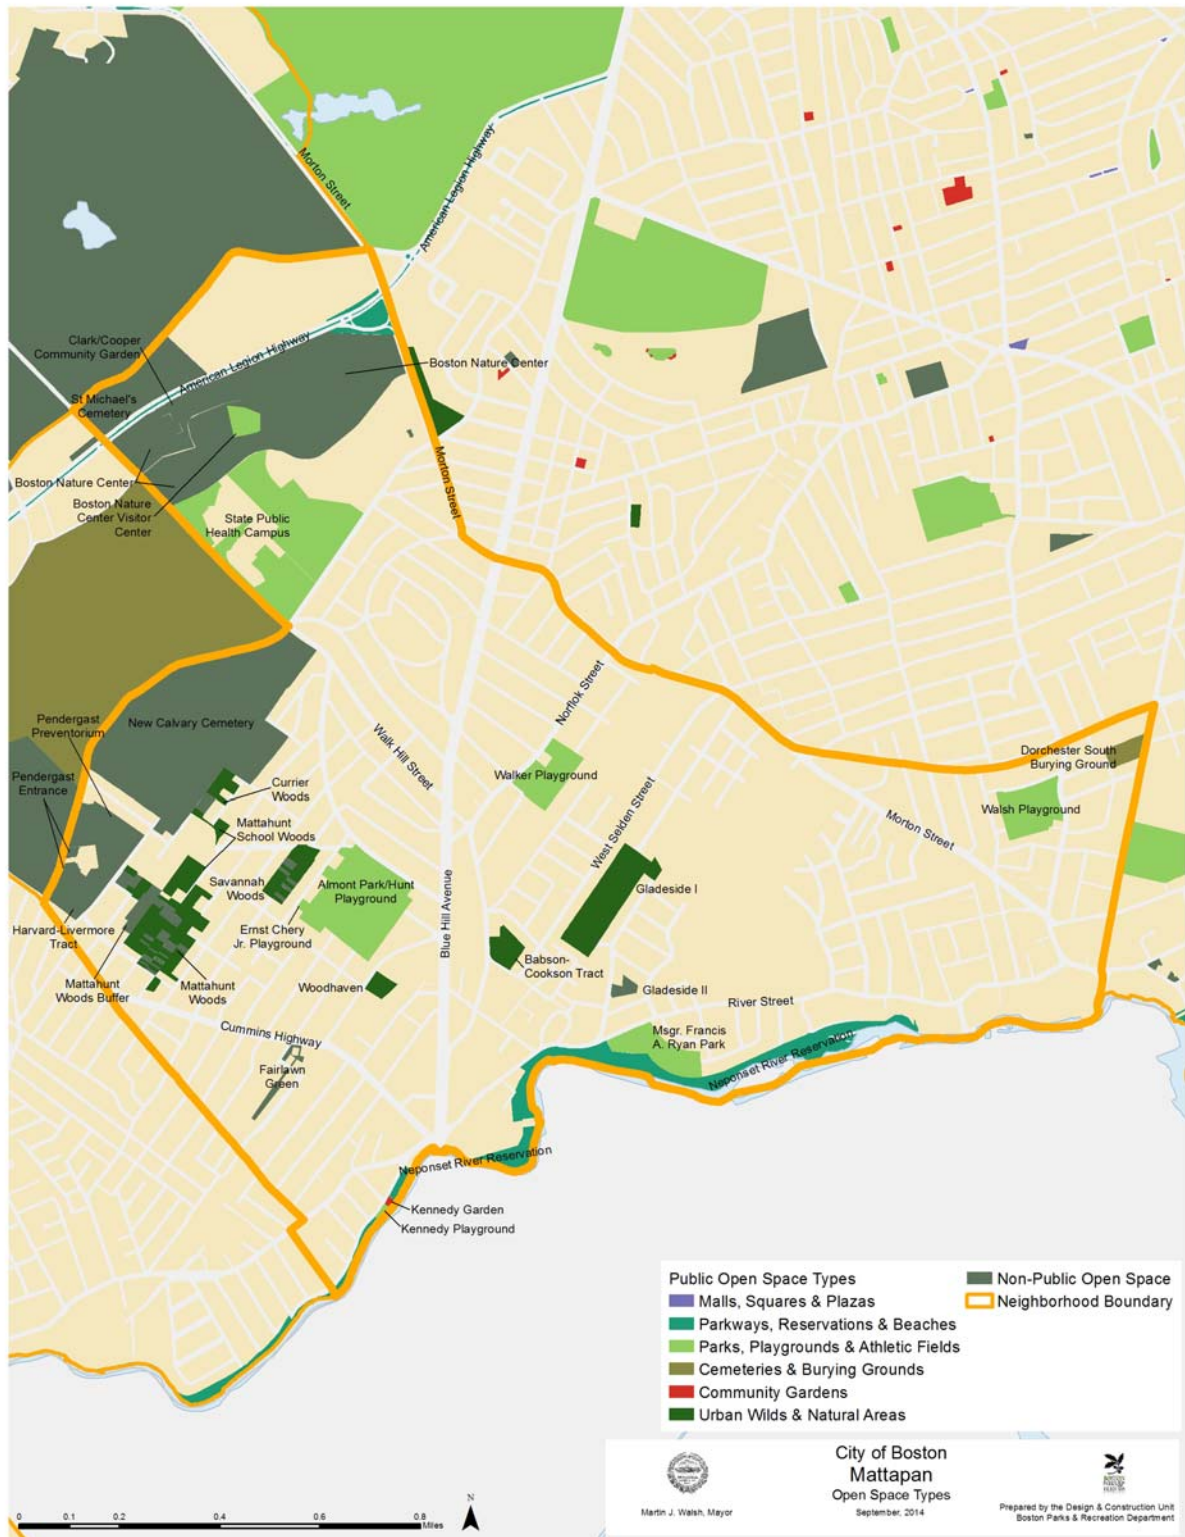 Morton Street
American Legion Highway
Clark/Cooper
Community Garden
American Legion Highway
Boston Nature Center
St Michael's
Cemetery
Morton Street
Boston Nature Center
Boston Nature
Center Visitor
Center
State Public
Health Campus
Norflok Street
Pendergast
Preventorium
New Calvary Cemetery
Walk Hill Street
Dorchester South
Burying Ground
Pendergast
Entrance
Currier
Woods
Walker Playground
Walsh Playground
West Selden Street
Morton Street
Mattahunt
School Woods
Savannah
Woods
Almont Park/Hunt
Playground
Gladeside I
Blue Hill Avenue
Harvard-Livermore
Tract
Ernst Chery
Jr. Playground
Babson-
Cookson Tract
Mattahunt
Woods Buffer
Mattahunt
Woods
Woodhaven
Gladeside II
River Street
Cummins Highway
Msgr. Francis
A. Ryan Park
Fairlawn
Green
Neponset River Reservation
Neponset River Reservation
Kennedy Garden
Kennedy Playground
Public Open Space Types
Malls, Squares & Plazas
Parkways, Reservations & Beaches
Parks, Playgrounds & Athletic Fields
Cemeteries & Burying Grounds
Community Gardens
Urban Wilds & Natural Areas
Non-Public Open Space
Neighborhood Boundary
City of Boston
Mattapan
Open Space Types
September, 2014
Martin J. Walsh, Mayor
Prepared by the Design & Construction Unit
Boston Parks & Recreation Department
N
0 0.1 0.2 0.4 0.6 0.8
Miles